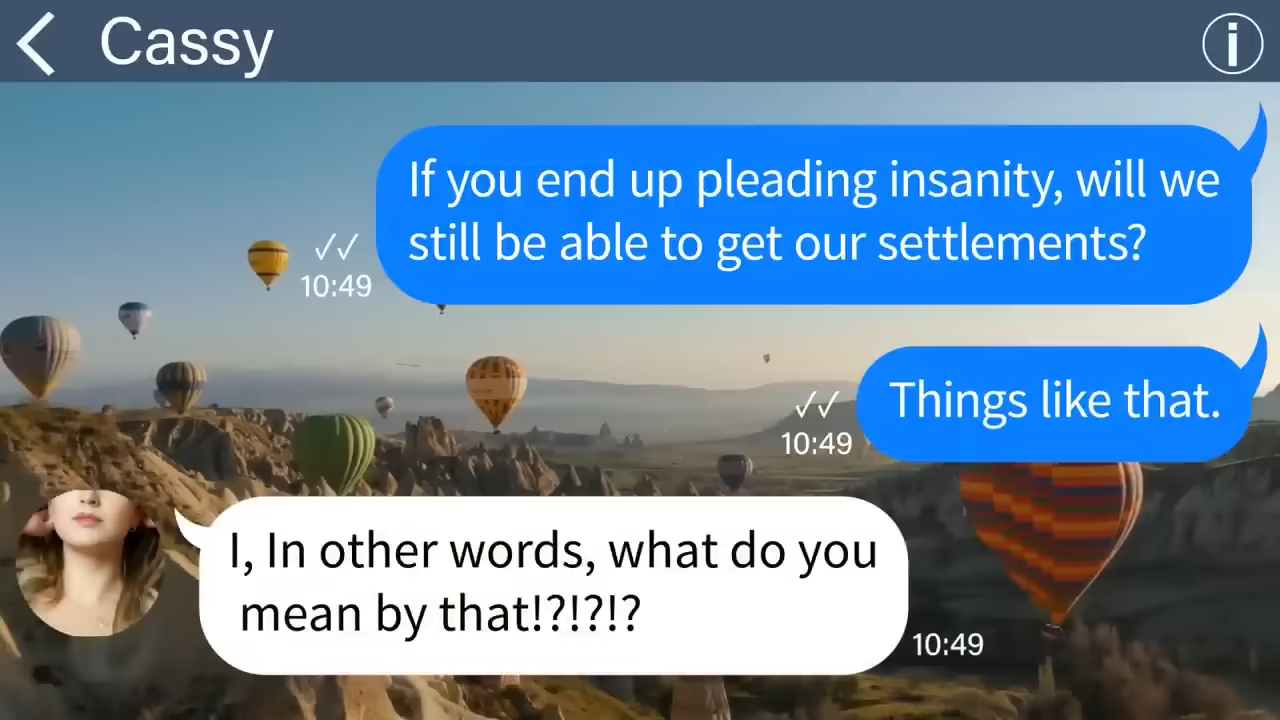 Cassy
If you end up pleading insanity, will we
still be able to get our settlements?
10:49
Things like that.
10:49
I, In other words, what do you
mean by that!?!?!?
10:49